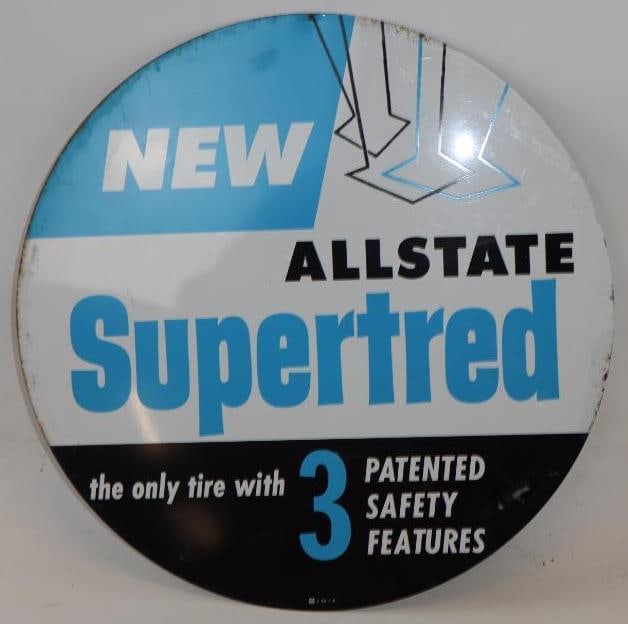 NEW
ALLSTATE
Supertred
the only tire with 3 PATENTED
SAFETY
FEATURES